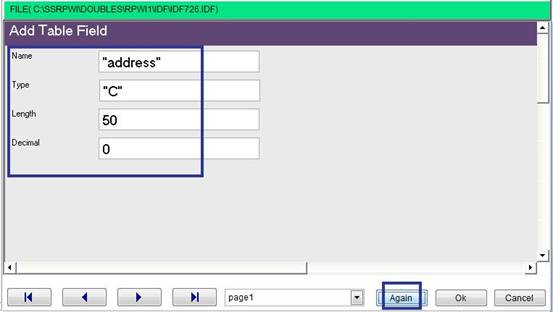 FILE( C:\SSRPWI\DOUBLES\RPWI1\IDF\IDF726.IDF)
Add Table Field
Name "address"
Type "C"
Length 50
Decimal 0
page1 Again Ok Cancel